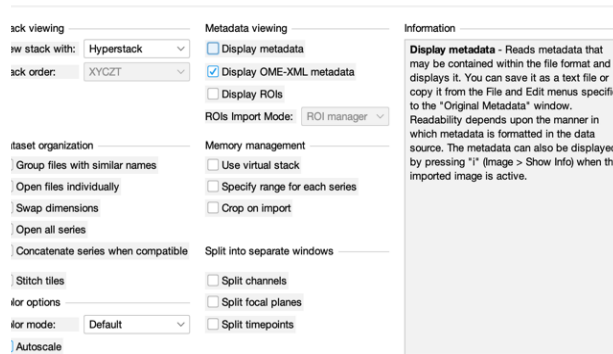 ack viewing
ew stack with: Hyperstack
ack order: XYCZT
taset organization
Group files with similar names
Open files individually
Swap dimensions
Open all series
Concatenate series when compatible
Stitch tiles
lor options
lor mode: Default
Autoscale
Metadata viewing
Display metadata
Display OME-XML metadata
Display ROIs
ROIs Import Mode: ROI manager
Memory management
Use virtual stack
Specify range for each series
Crop on import
Split into separate windows
Split channels
Split focal planes
Split timepoints
Information
Display metadata - Reads metadata that
may be contained within the file format and
displays it. You can save it as a text file or
copy it from the File and Edit menus specifi
to the "Original Metadata" window.
Readability depends upon the manner in
which metadata is formatted in the data
source. The metadata can also be displayed
by pressing "i" (Image > Show Info) when th
imported image is active.